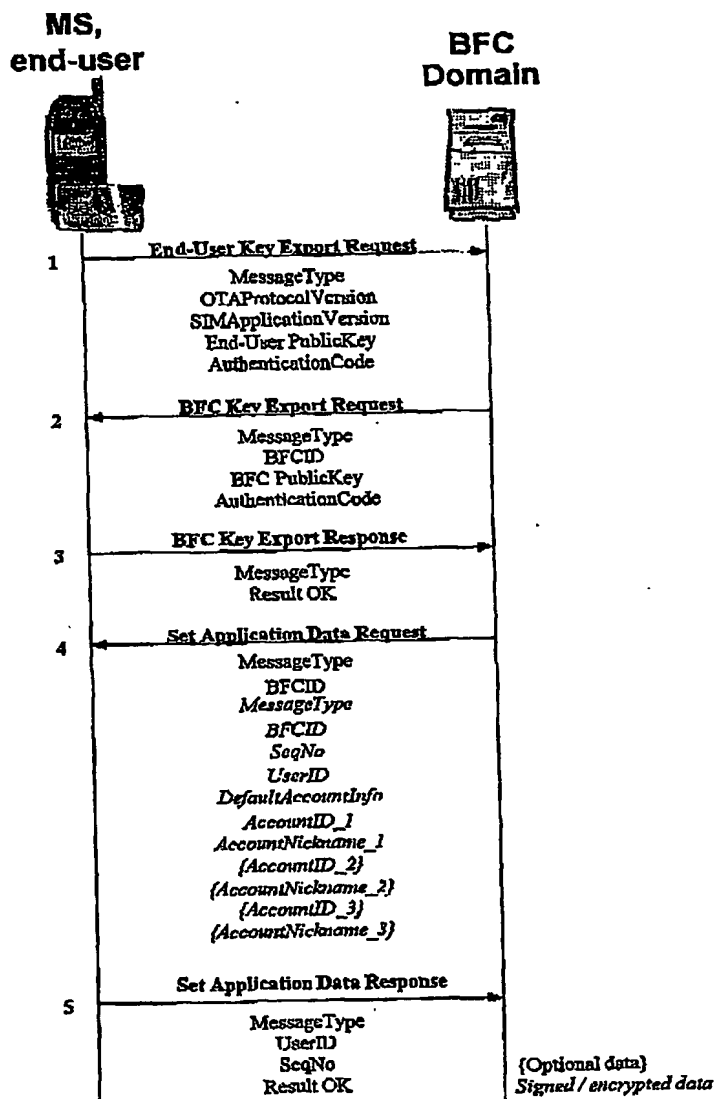 MS,
end-user
BFC
Domain
1
End-User Key Export Request
MessageType
OTAProtocolVersion
SIMApplicationVersion
End-User PublicKey
AuthenticationCode
2
BFC Key Export Request
MessageType
BFCID
BFC PublicKey
AuthenticationCode
3
BFC Key Export Response
MessageType
Result OK
4
Set Application Data Request
MessageType
BFCID
MessageType
BFCID
SeqNo
UserID
DefaultAccountInfo
AccountID_1
AccountNickname_1
{AccountID_2}
{AccountNickname_2}
{AccountID_3}
{AccountNickname_3}
5
Set Application Data Response
MessageType
UserID
SeqNo
Result OK
{Optional data}
Signed / encrypted data